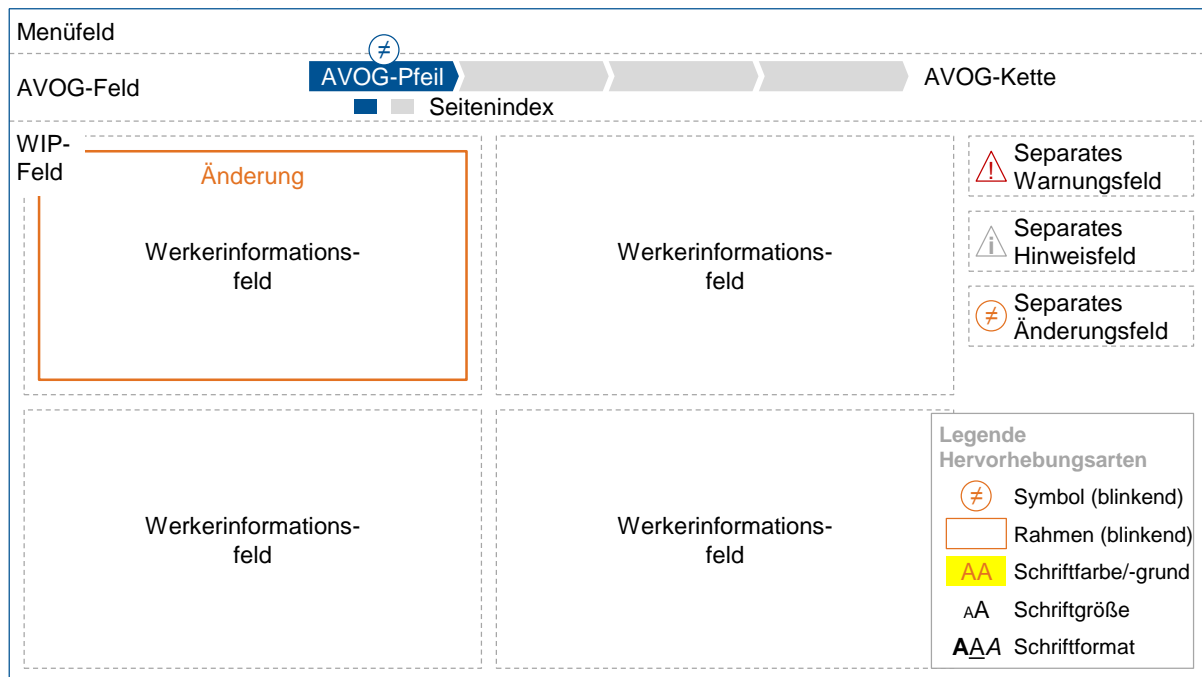 Menüfeld
≠
AVOG-Feld
AVOG-Pfeil
AVOG-Kette
Seitenindex
WIP-
Feld
Änderung
Werkerinformations-
feld
Werkerinformations-
feld
! Separates
Warnungsfeld
i Separates
Hinweisfeld
≠ Separates
Änderungsfeld
Werkerinformations-
feld
Werkerinformations-
feld
Legende
Hervorhebungsarten
≠ Symbol (blinkend)
Rahmen (blinkend)
AA Schriftfarbe/-grund
AA Schriftgröße
AAA Schriftformat